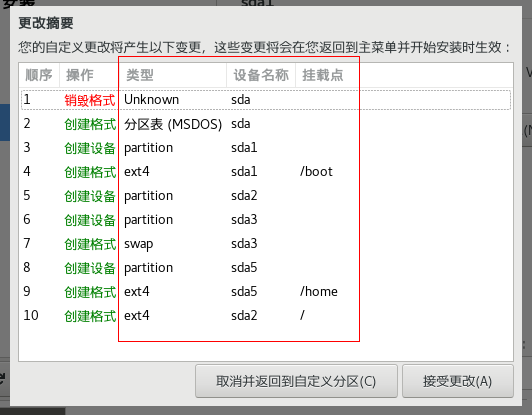 sda1
更改摘要
您的自定义更改将产生以下变更，这些变更将会在您返回到主菜单并开始安装时生效：
顺序 操作 类型 设备名称 挂载点
1 销毁格式 Unknown sda
2 创建格式 分区表 (MSDOS) sda
3 创建设备 partition sda1
4 创建格式 ext4 sda1 /boot
5 创建设备 partition sda2
6 创建设备 partition sda3
7 创建格式 swap sda3
8 创建设备 partition sda5
9 创建格式 ext4 sda5 /home
10 创建格式 ext4 sda2 /
取消并返回到自定义分区(C) 接受更改(A)